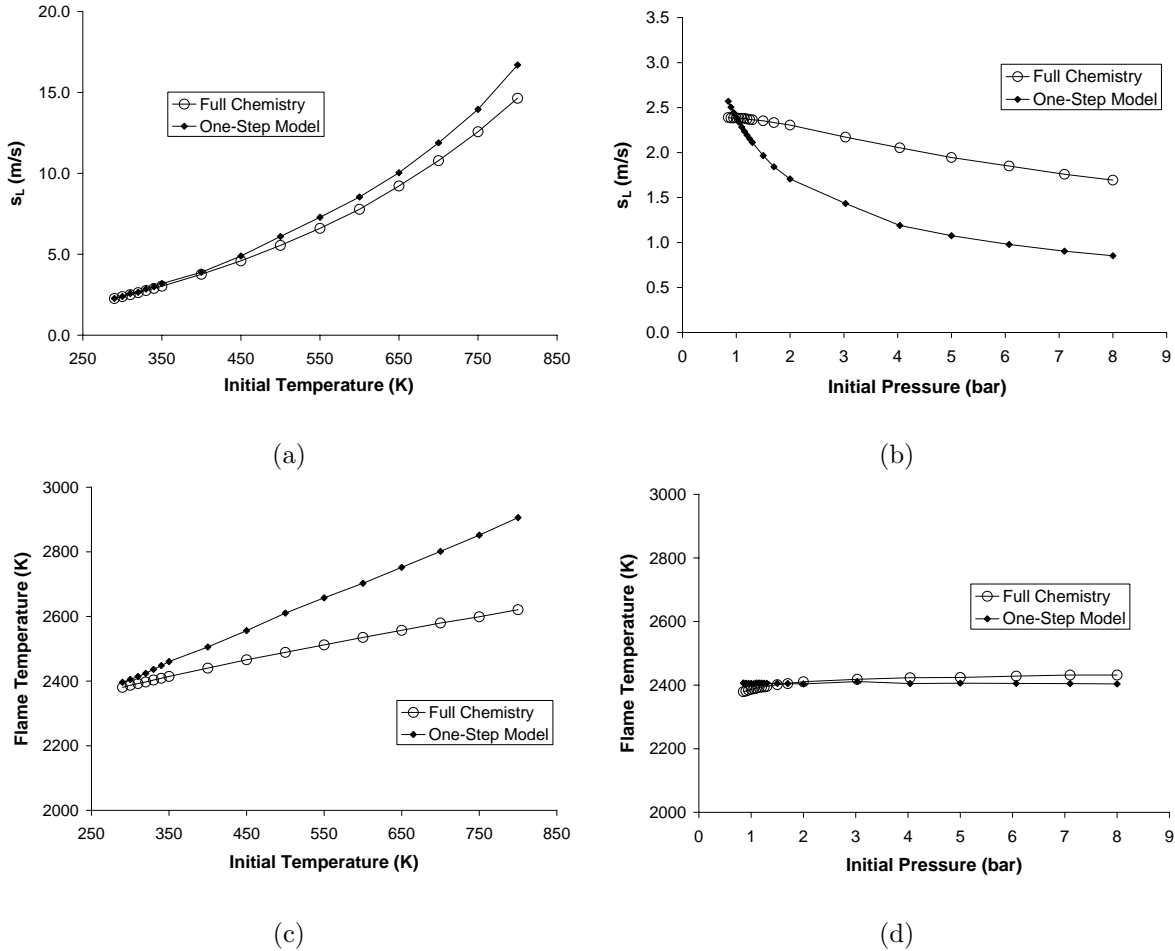 20.0
15.0
10.0
5.0
0.0
s_L (m/s)
Full Chemistry
One-Step Model
250 350 450 550 650 750 850
Initial Temperature (K)
(a)
3.5
3.0
2.5
2.0
1.5
1.0
0.5
0.0
s_L (m/s)
Full Chemistry
One-Step Model
0 1 2 3 4 5 6 7 8 9
Initial Pressure (bar)
(b)
3000
2800
2600
2400
2200
2000
Flame Temperature (K)
Full Chemistry
One-Step Model
250 350 450 550 650 750 850
Initial Temperature (K)
(c)
3000
2800
2600
2400
2200
2000
Flame Temperature (K)
Full Chemistry
One-Step Model
0 1 2 3 4 5 6 7 8 9
Initial Pressure (bar)
(d)